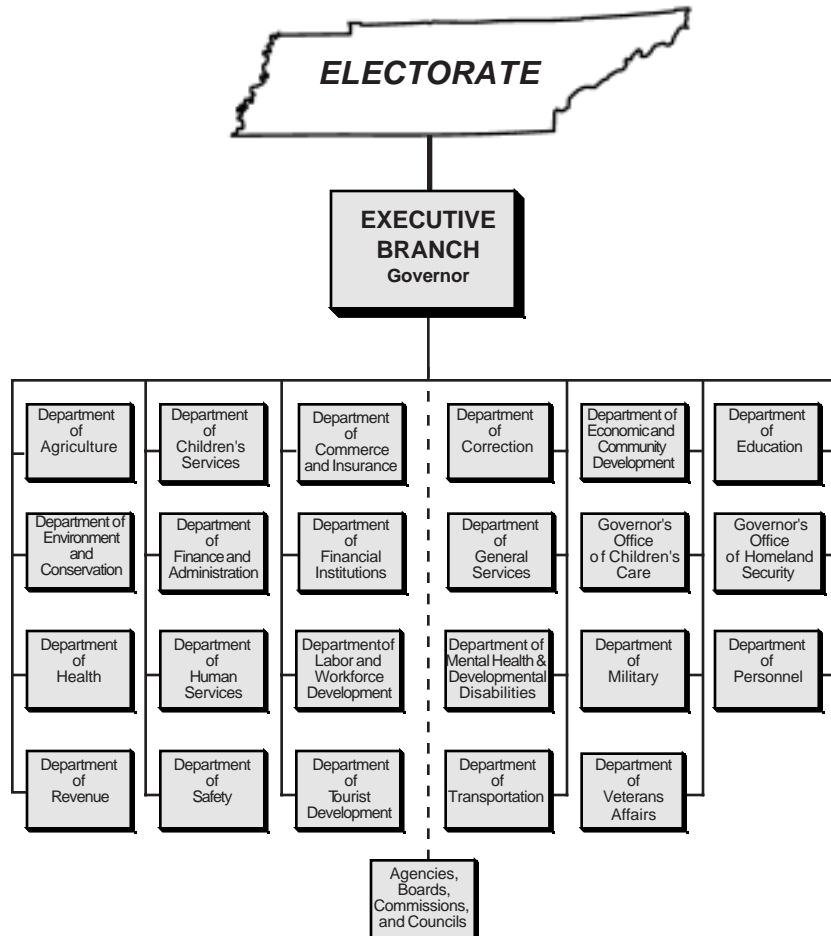 ELECTORATE
EXECUTIVE
BRANCH
Governor
Department
of
Agriculture
Department
of
Children's
Services
Department
of
Commerce
and Insurance
Department
of
Correction
Department of
Economic and
Community
Development
Department
of
Education
Department of
Environment
and
Conservation
Department
of
Finance and
Administration
Department
of
Financial
Institutions
Department
of
General
Services
Governor's
Office
of Children's
Care
Governor's
Office
of Homeland
Security
Department
of
Health
Department
of
Human
Services
Department of
Labor and
Workforce
Development
Department of
Mental Health &
Developmental
Disabilities
Department
of
Military
Department
of
Personnel
Department
of
Revenue
Department
of
Safety
Department
of
Tourist
Development
Department
of
Transportation
Department
of
Veterans
Affairs
Agencies,
Boards,
Commissions,
and Councils